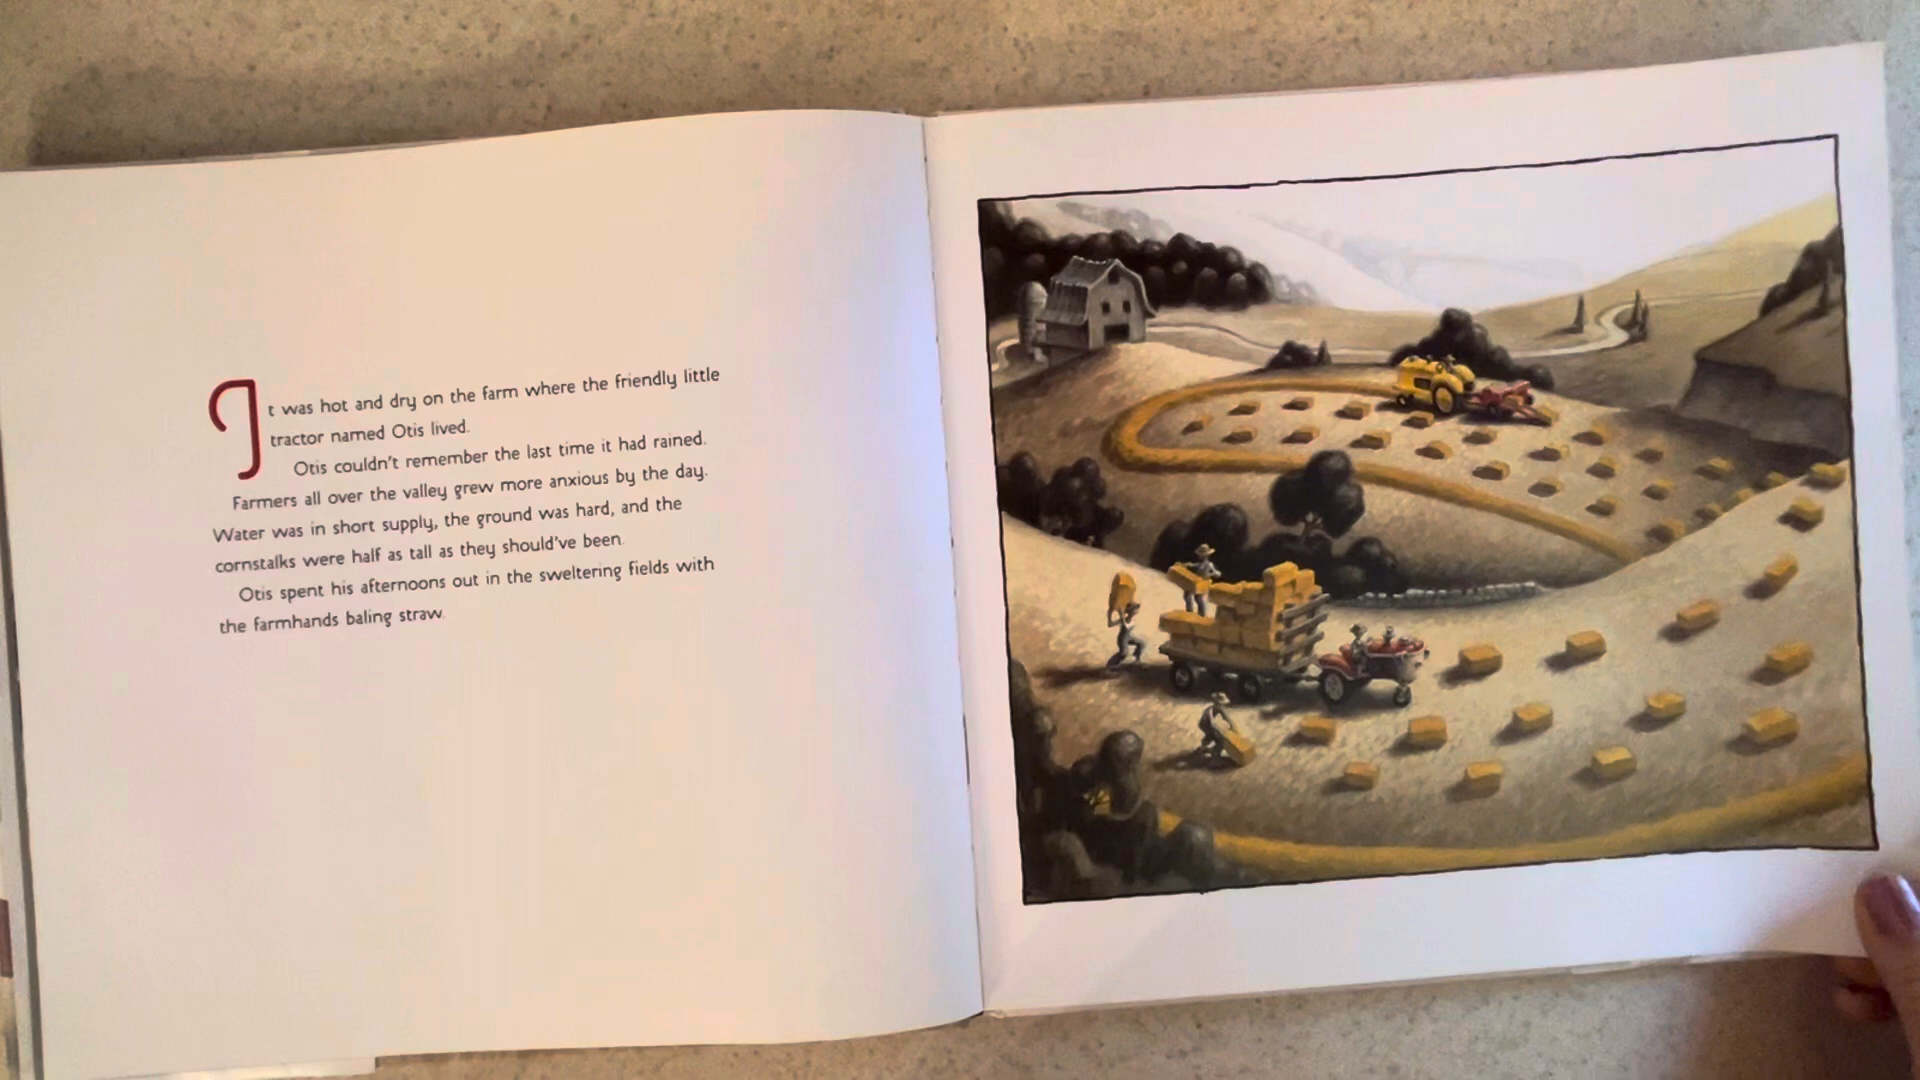 It was hot and dry on the farm where the friendly little
tractor named Otis lived.
Otis couldn't remember the last time it had rained.
Farmers all over the valley grew more anxious by the day.
Water was in short supply, the ground was hard, and the
cornstalks were half as tall as they should've been.
Otis spent his afternoons out in the sweltering fields with
the farmhands baling straw.